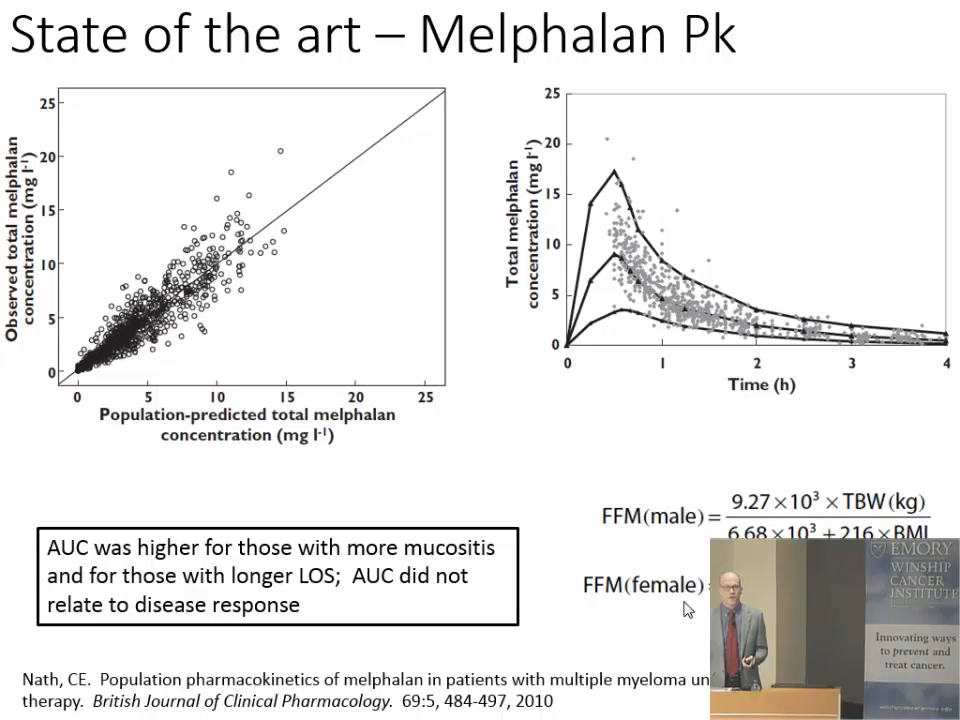 State of the art – Melphalan Pk
Observed total melphalan
concentration (mg l-1)
25
20
15
10
5
0
0 5 10 15 20 25
Population-predicted total melphalan
concentration (mg l-1)
Total melphalan
concentration (mg l-1)
25
20
15
10
5
0
0 1 2 3 4
Time (h)
AUC was higher for those with more mucositis
and for those with longer LOS; AUC did not
relate to disease response
FFM(male) = 9.27×10³ ×TBW(kg)
6.68×10³ +216×BMI
FFM(female)=
Nath, CE. Population pharmacokinetics of melphalan in patients with multiple myeloma un
therapy. British Journal of Clinical Pharmacology. 69:5, 484-497, 2010
EMORY
WINSHIP
CANCER
INSTITUTE
Innovating ways
to prevent and
treat cancer.